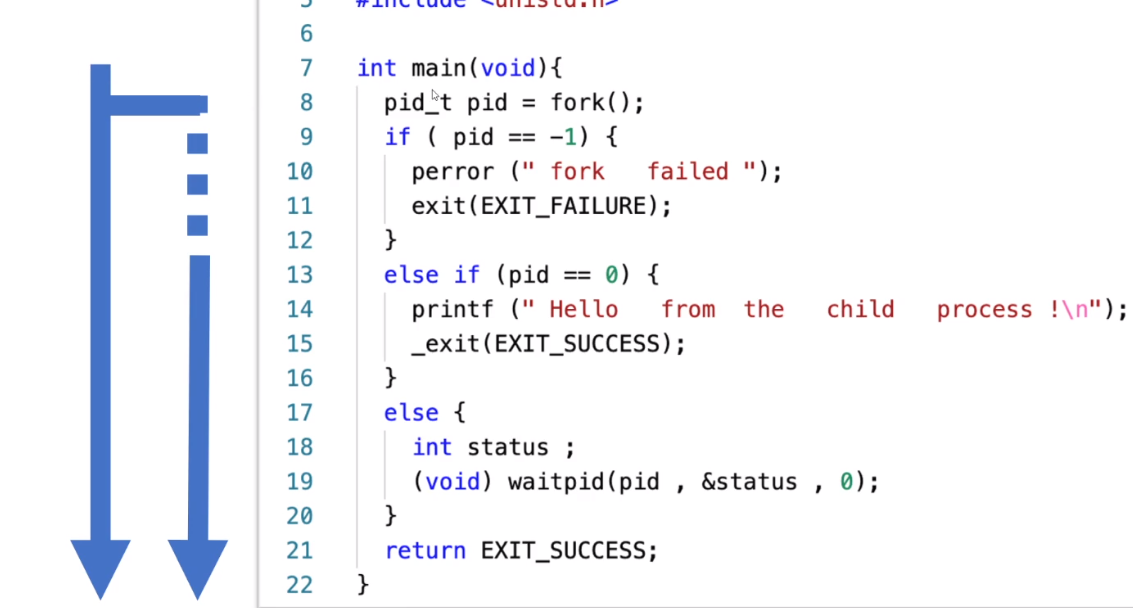 5 #include <unistd.h>
6
7 int main(void){
8 pid_t pid = fork();
9 if ( pid == -1) {
10 perror (" fork   failed ");
11 exit(EXIT_FAILURE);
12 }
13 else if (pid == 0) {
14 printf (" Hello   from  the   child   process !\n");
15 _exit(EXIT_SUCCESS);
16 }
17 else {
18 int status ;
19 (void) waitpid(pid , &status , 0);
20 }
21 return EXIT_SUCCESS;
22 }